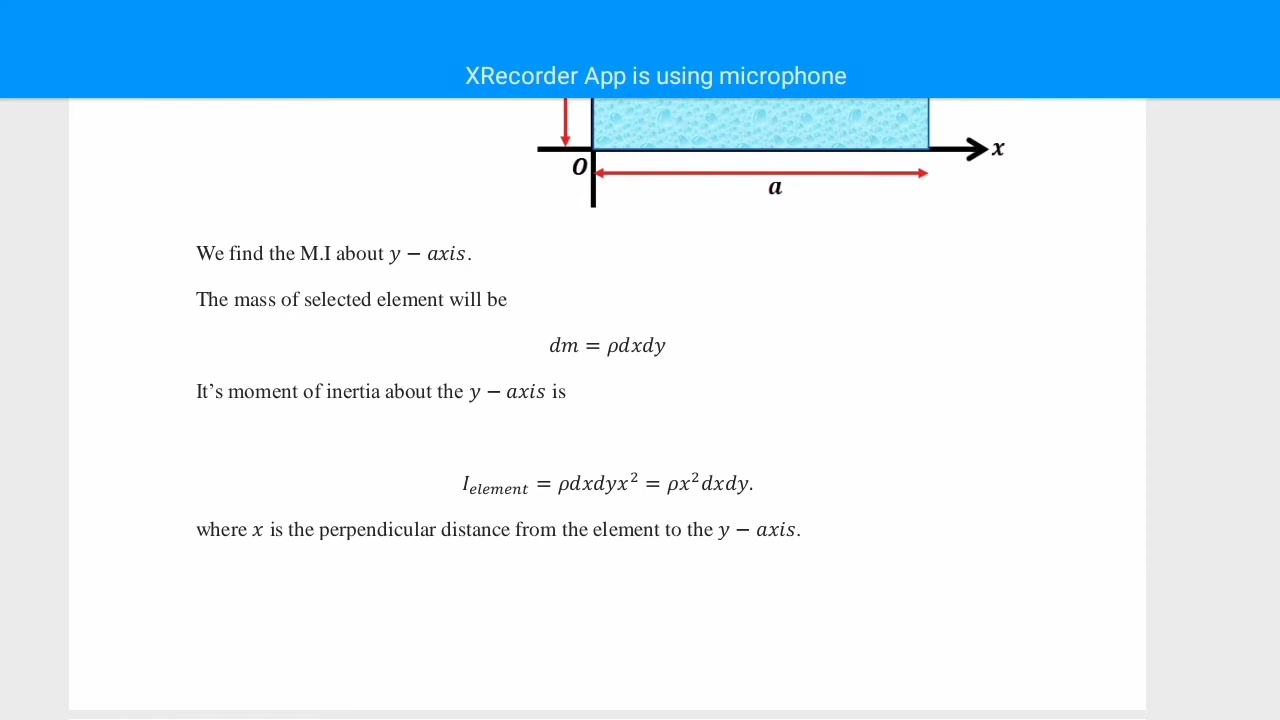 XRecorder App is using microphone
x
O
a
We find the M.I about y − axis.
The mass of selected element will be
dm = ρdxdy
It’s moment of inertia about the y − axis is
I_element = ρdxdyx² = ρx²dxdy.
where x is the perpendicular distance from the element to the y − axis.